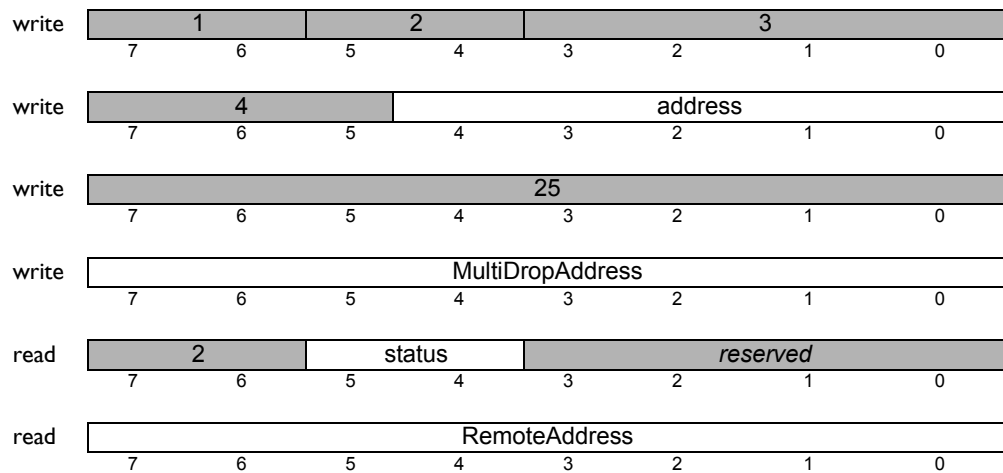 write 1 2 3
7 6 5 4 3 2 1 0
write 4 address
7 6 5 4 3 2 1 0
write 25
7 6 5 4 3 2 1 0
write MultiDropAddress
7 6 5 4 3 2 1 0
read 2 status reserved
7 6 5 4 3 2 1 0
read RemoteAddress
7 6 5 4 3 2 1 0